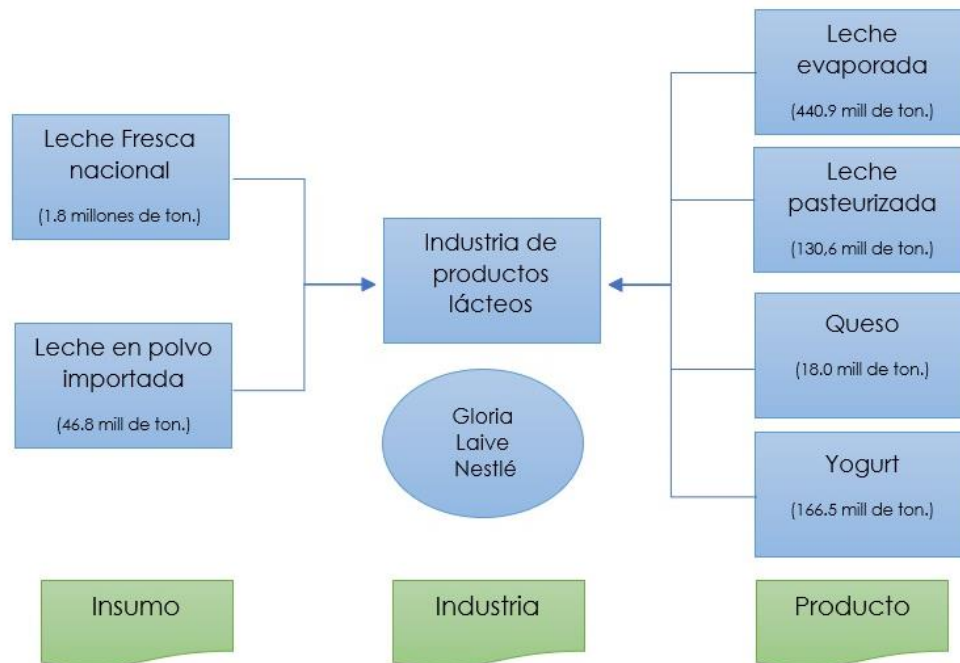 Leche Fresca
nacional
(1.8 millones de ton.)
Leche en polvo
importada
(46.8 mill de ton.)
Industria de
productos
lácteos
Gloria
Laive
Nestlé
Leche
evaporada
(440.9 mill de ton.)
Leche
pasteurizada
(130,6 mill de ton.)
Queso
(18.0 mill de ton.)
Yogurt
(166.5 mill de ton.)
Insumo
Industria
Producto